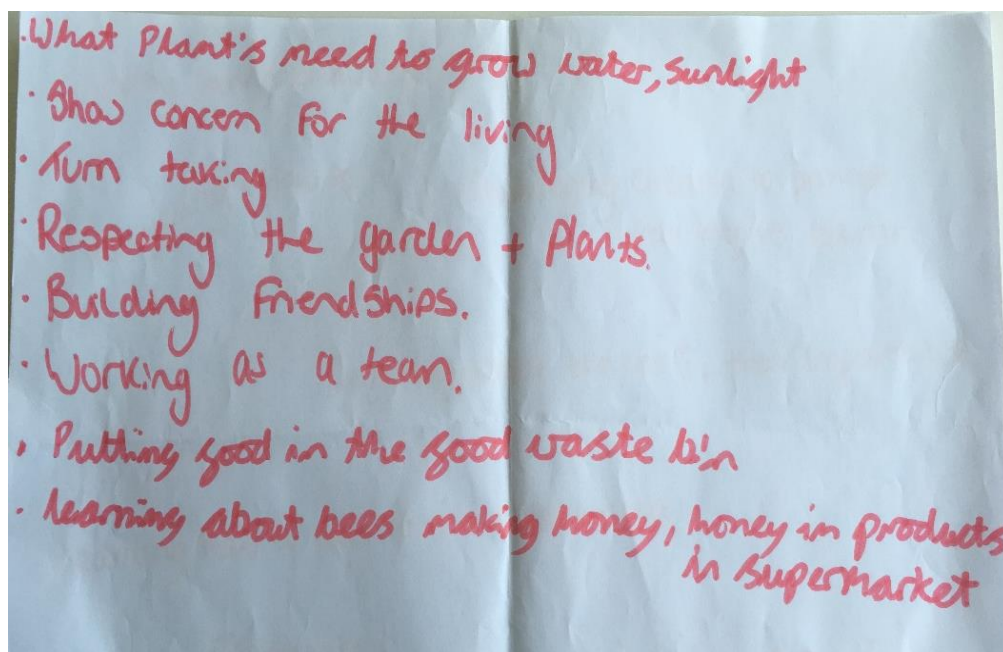 ·What Plant's need to grow water, sunlight
· Show concern for the living
· Turn taking
· Respecting the garden + Plants.
· Building Friendships.
· Working as a team.
· Putting food in the food waste bin
· Learning about bees making honey, honey in products
in supermarket